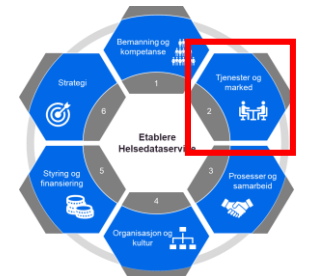 Bemanning og
kompetanse
1
Tjenester og
marked
2
Prosesser og
samarbeid
3
Organisasjon og
kultur
4
Styring og
finansiering
5
Strategi
6
Etablere
Helsedataservice